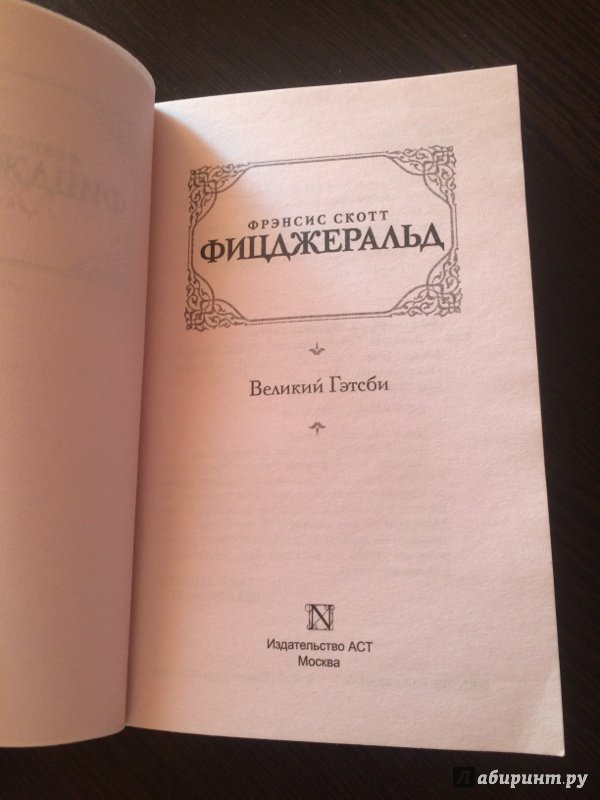 ФРЭНСИС СКОТТ
ФИЦДЖЕРАЛЬД
Великий Гэтсби
N
Издательство АСТ
Москва
Лабиринт.ру